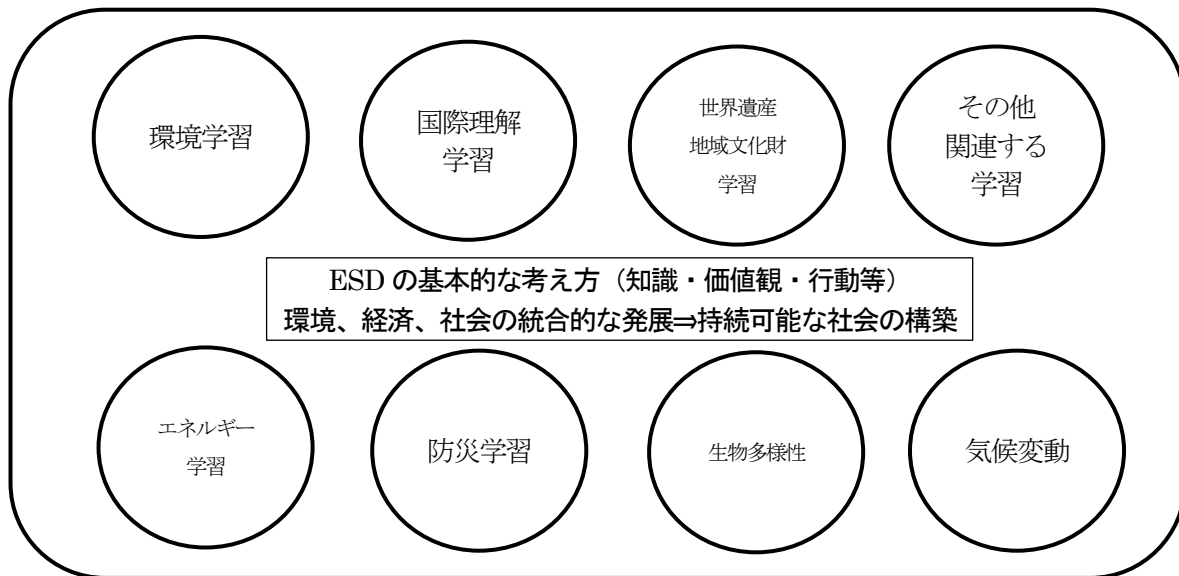 環境学習
国際理解
学習
世界遺産
地域文化財
学習
その他
関連する
学習
ESD の基本的な考え方（知識・価値観・行動等）
環境、経済、社会の統合的な発展⇒持続可能な社会の構築
エネルギー
学習
防災学習
生物多様性
気候変動